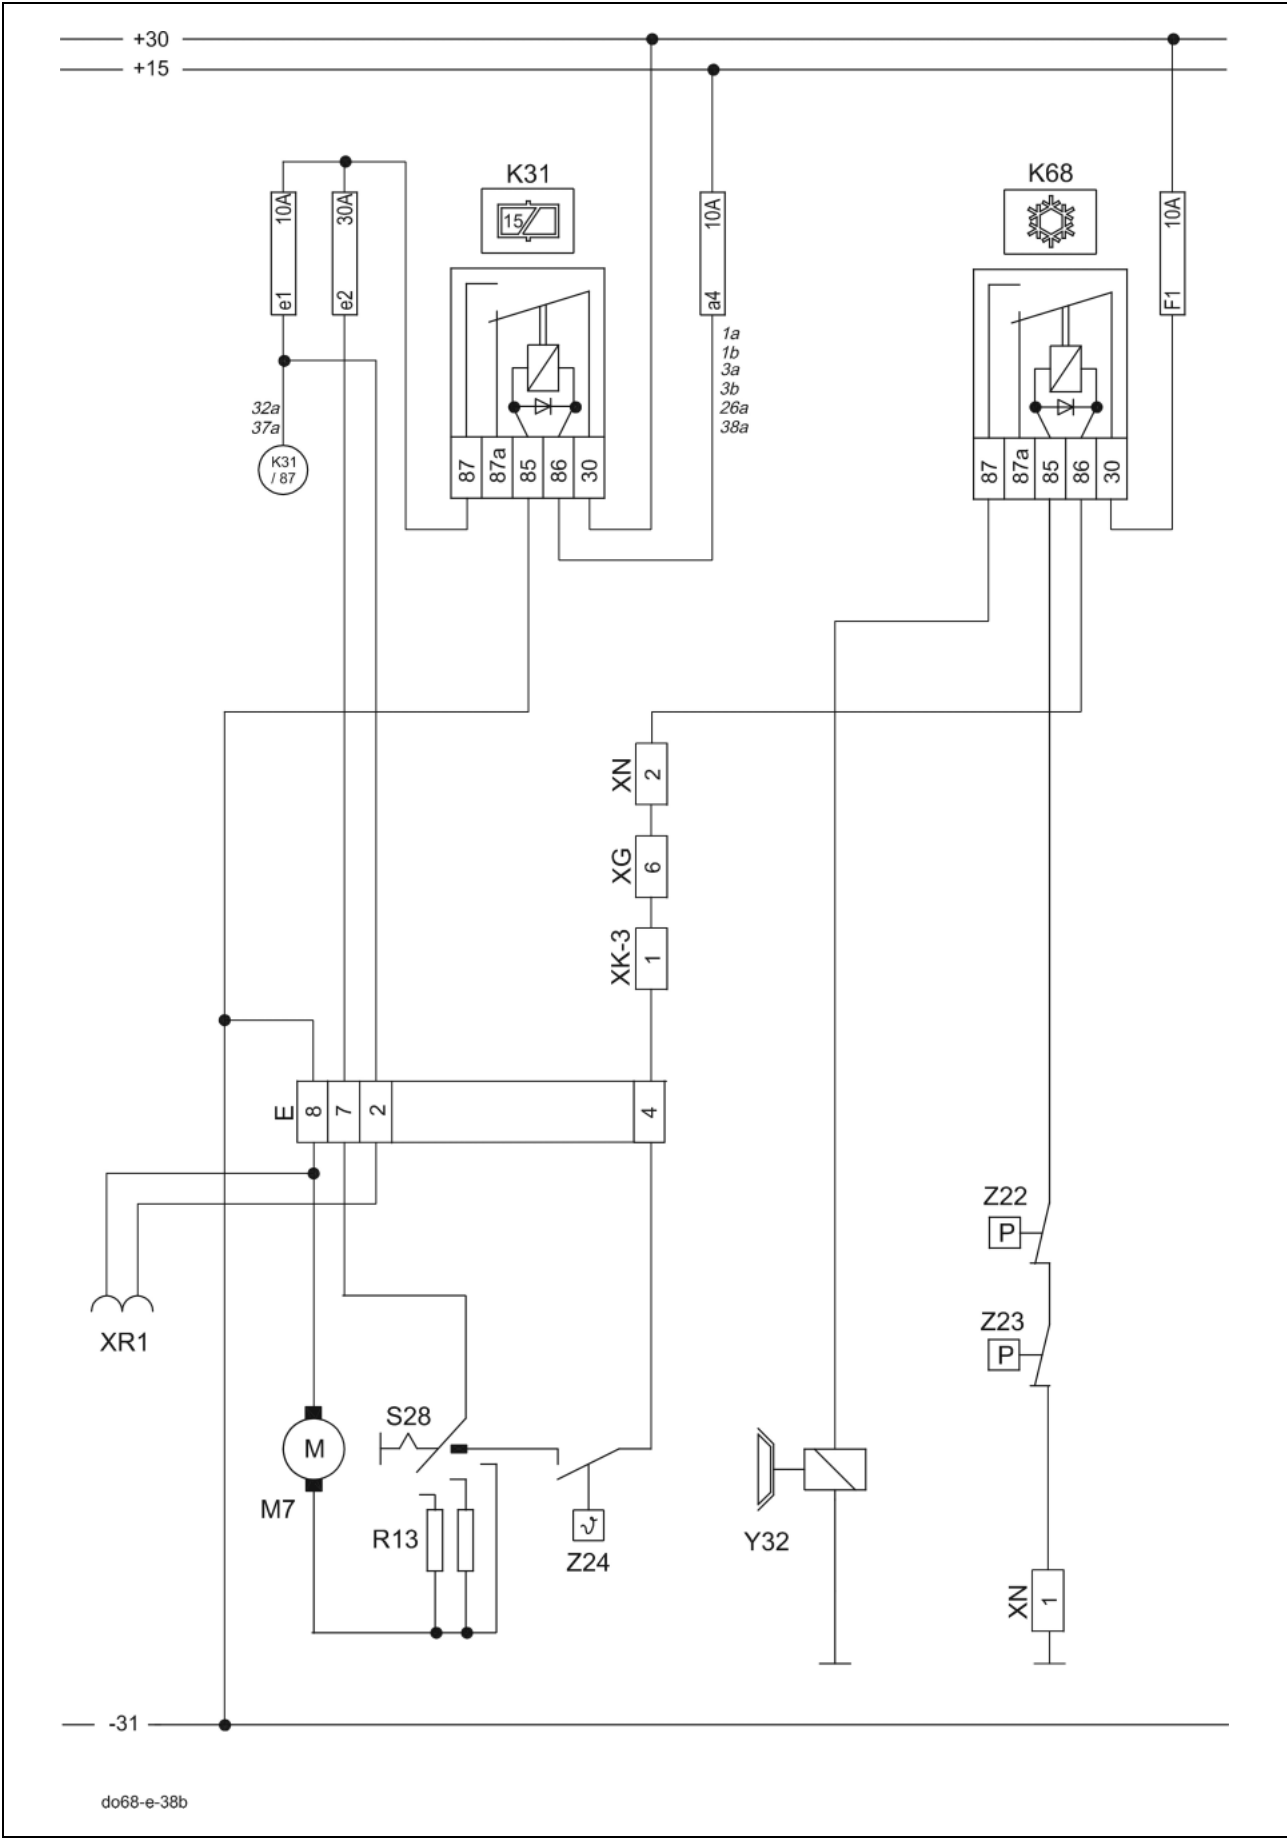 +30
+15
K31
K68
15
10A
e1
30A
e2
10A
a4
10A
F1
1a
1b
3a
3b
26a
38a
32a
37a
K31
/ 87
87
87a
85
86
30
87
87a
85
86
30
XN
2
XG
6
XK-3
1
E
8
7
2
4
Z22
P
Z23
P
XR1
S28
M
M7
R13
ϑ
Z24
Y32
XN
1
-31
do68-e-38b